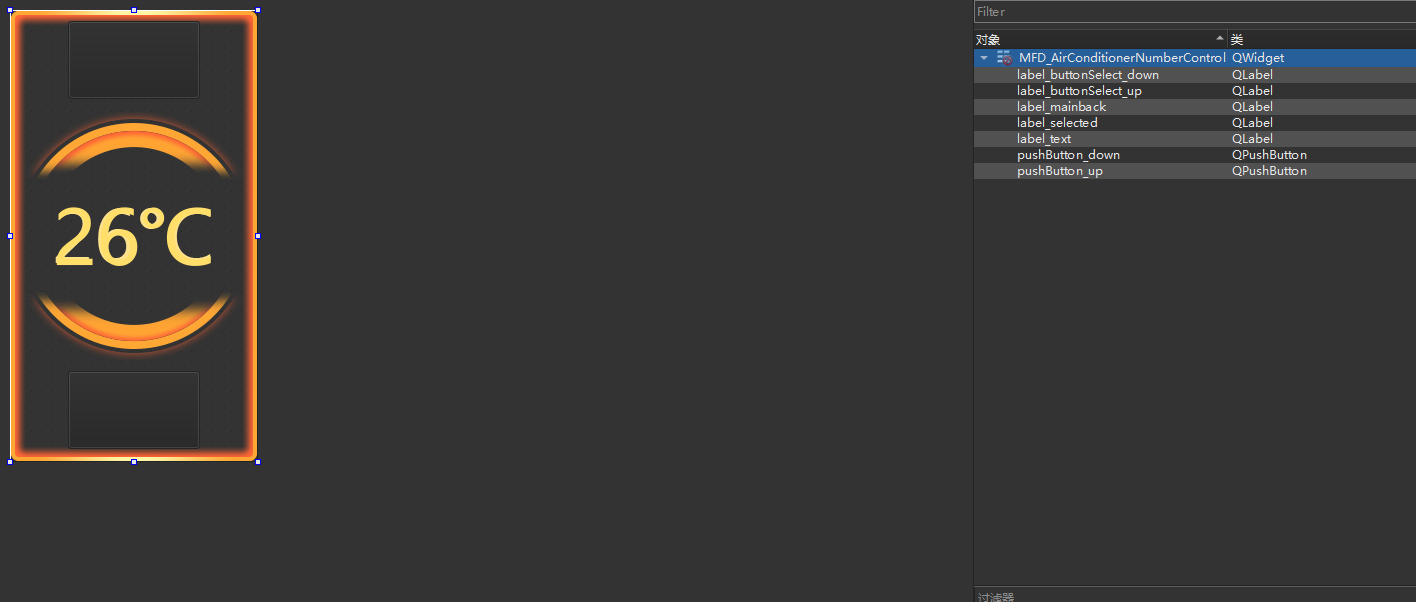 26℃
Filter
对象 类
MFD_AirConditionerNumberControl QWidget
label_buttonSelect_down QLabel
label_buttonSelect_up QLabel
label_mainback QLabel
label_selected QLabel
label_text QLabel
pushButton_down QPushButton
pushButton_up QPushButton
过滤器